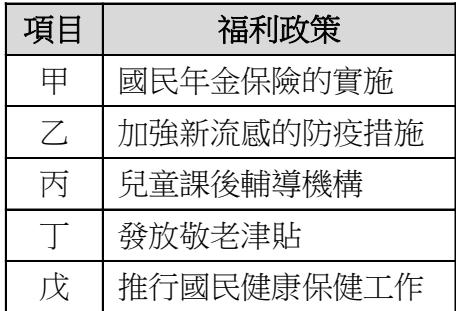 項目 福利政策
甲 國民年金保險的實施
乙 加強新流感的防疫措施
丙 兒童課後輔導機構
丁 發放敬老津貼
戊 推行國民健康保健工作